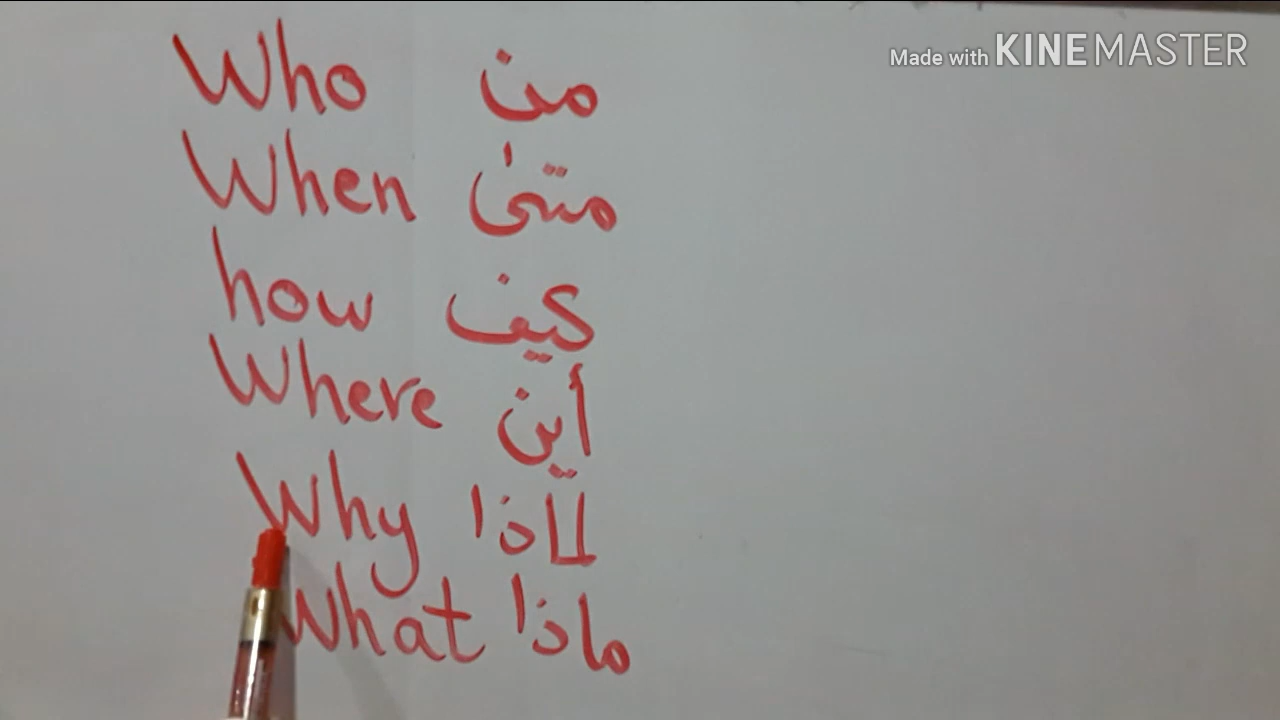 Made with KINEMASTER
Who من
When متى
how كيف
Where أين
Why لماذا
What ماذا